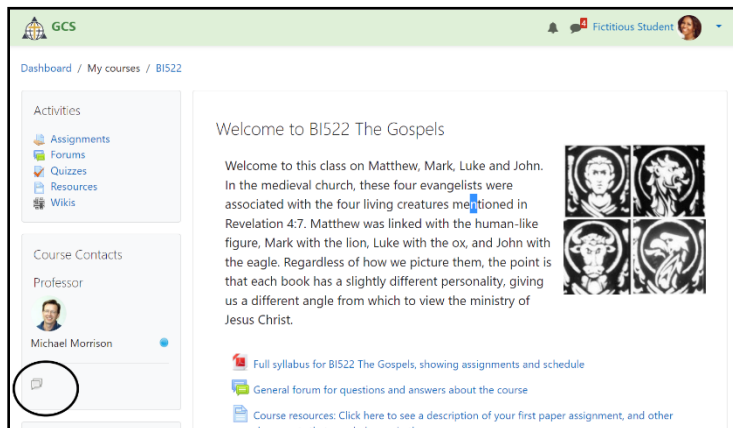 GCS
4
Fictitious Student
Dashboard / My courses / BI522
Activities
Assignments
Forums
Quizzes
Resources
Wikis
Course Contacts
Professor
Michael Morrison
Welcome to BI522 The Gospels
Welcome to this class on Matthew, Mark, Luke and John.
In the medieval church, these four evangelists were
associated with the four living creatures mentioned in
Revelation 4:7. Matthew was linked with the human-like
figure, Mark with the lion, Luke with the ox, and John with
the eagle. Regardless of how we picture them, the point is
that each book has a slightly different personality, giving
us a different angle from which to view the ministry of
Jesus Christ.
Full syllabus for BI522 The Gospels, showing assignments and schedule
General forum for questions and answers about the course
Course resources: Click here to see a description of your first paper assignment, and other